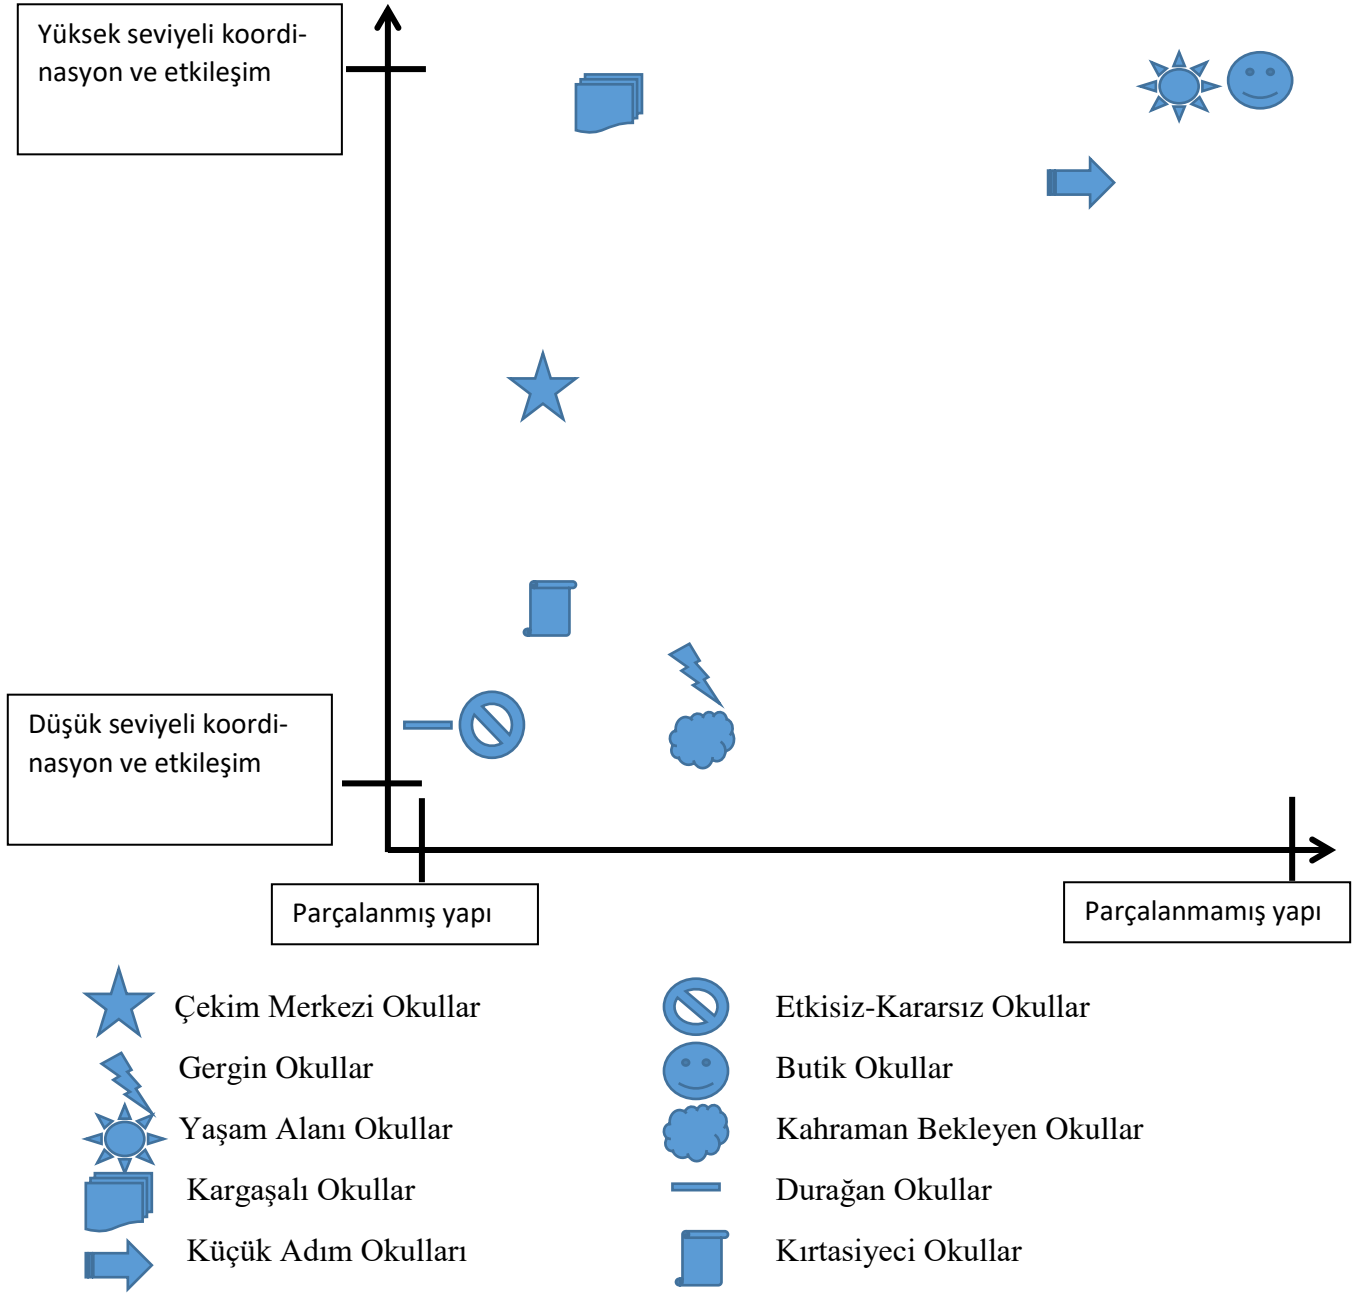 Yüksek seviyeli koordi-
nasyon ve etkileşim
Düşük seviyeli koordi-
nasyon ve etkileşim
Parçalanmış yapı
Parçalanmamış yapı
Çekim Merkezi Okullar
Etkisiz-Kararsız Okullar
Gergin Okullar
Butik Okullar
Yaşam Alanı Okullar
Kahraman Bekleyen Okullar
Kargaşalı Okullar
Durağan Okullar
Küçük Adım Okulları
Kırtasiyeci Okullar